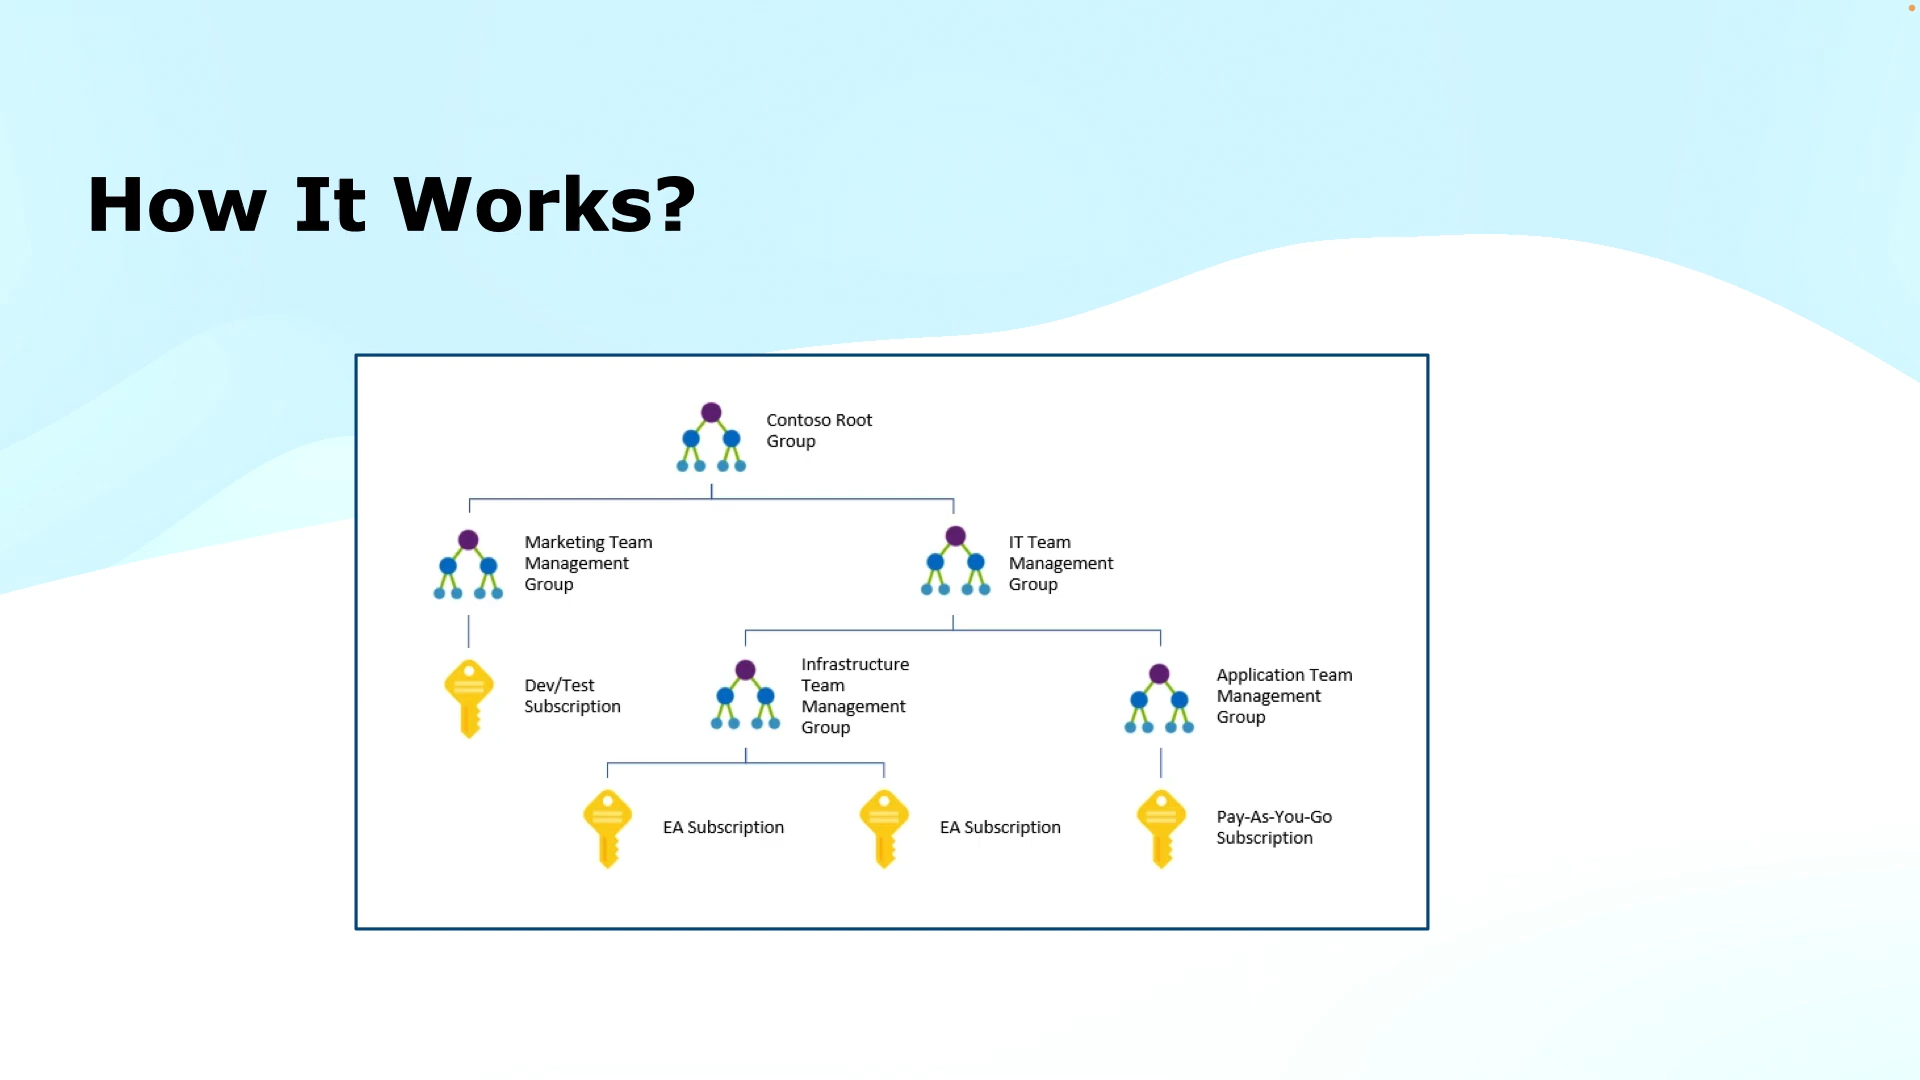 How It Works?
Contoso Root
Group
Marketing Team
Management
Group
IT Team
Management
Group
Dev/Test
Subscription
Infrastructure
Team
Management
Group
Application Team
Management
Group
EA Subscription
EA Subscription
Pay-As-You-Go
Subscription